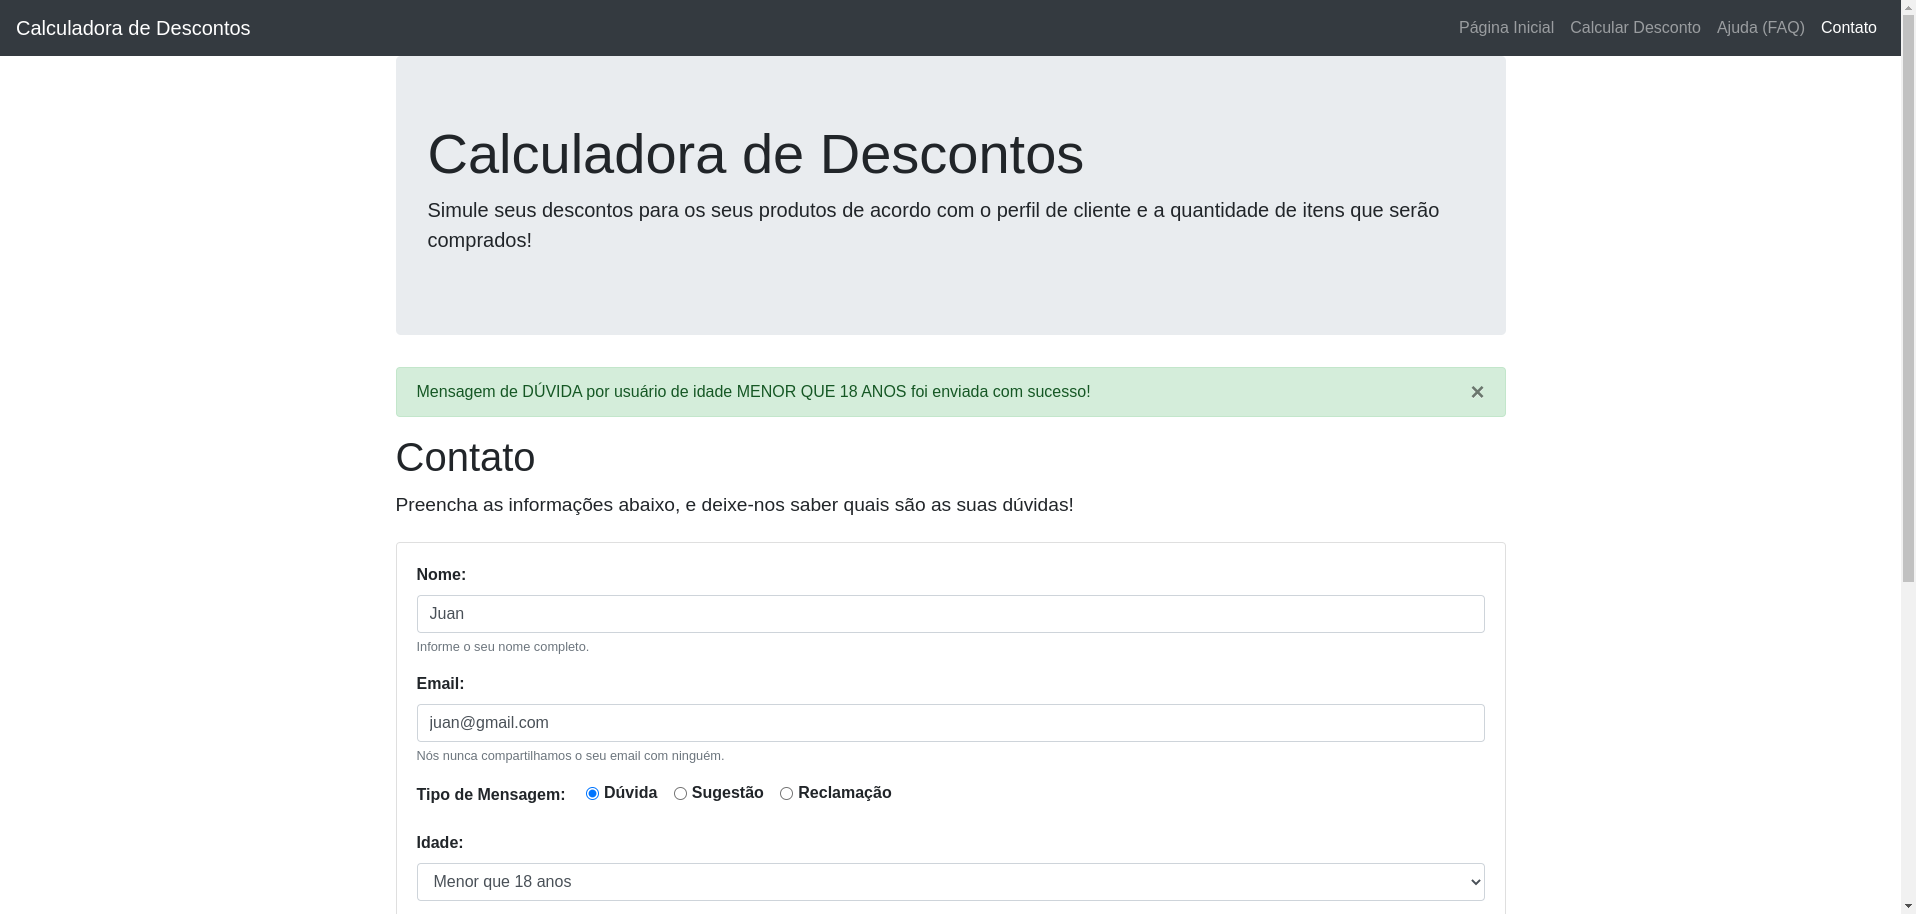 Calculadora de Descontos
Página Inicial Calcular Desconto Ajuda (FAQ) Contato
Calculadora de Descontos
Simule seus descontos para os seus produtos de acordo com o perfil de cliente e a quantidade de itens que serão
comprados!
Mensagem de DÚVIDA por usuário de idade MENOR QUE 18 ANOS foi enviada com sucesso! ×
Contato
Preencha as informações abaixo, e deixe-nos saber quais são as suas dúvidas!
Nome:
Juan
Informe o seu nome completo.
Email:
juan@gmail.com
Nós nunca compartilhamos o seu email com ninguém.
Tipo de Mensagem: Dúvida Sugestão Reclamação
Idade:
Menor que 18 anos